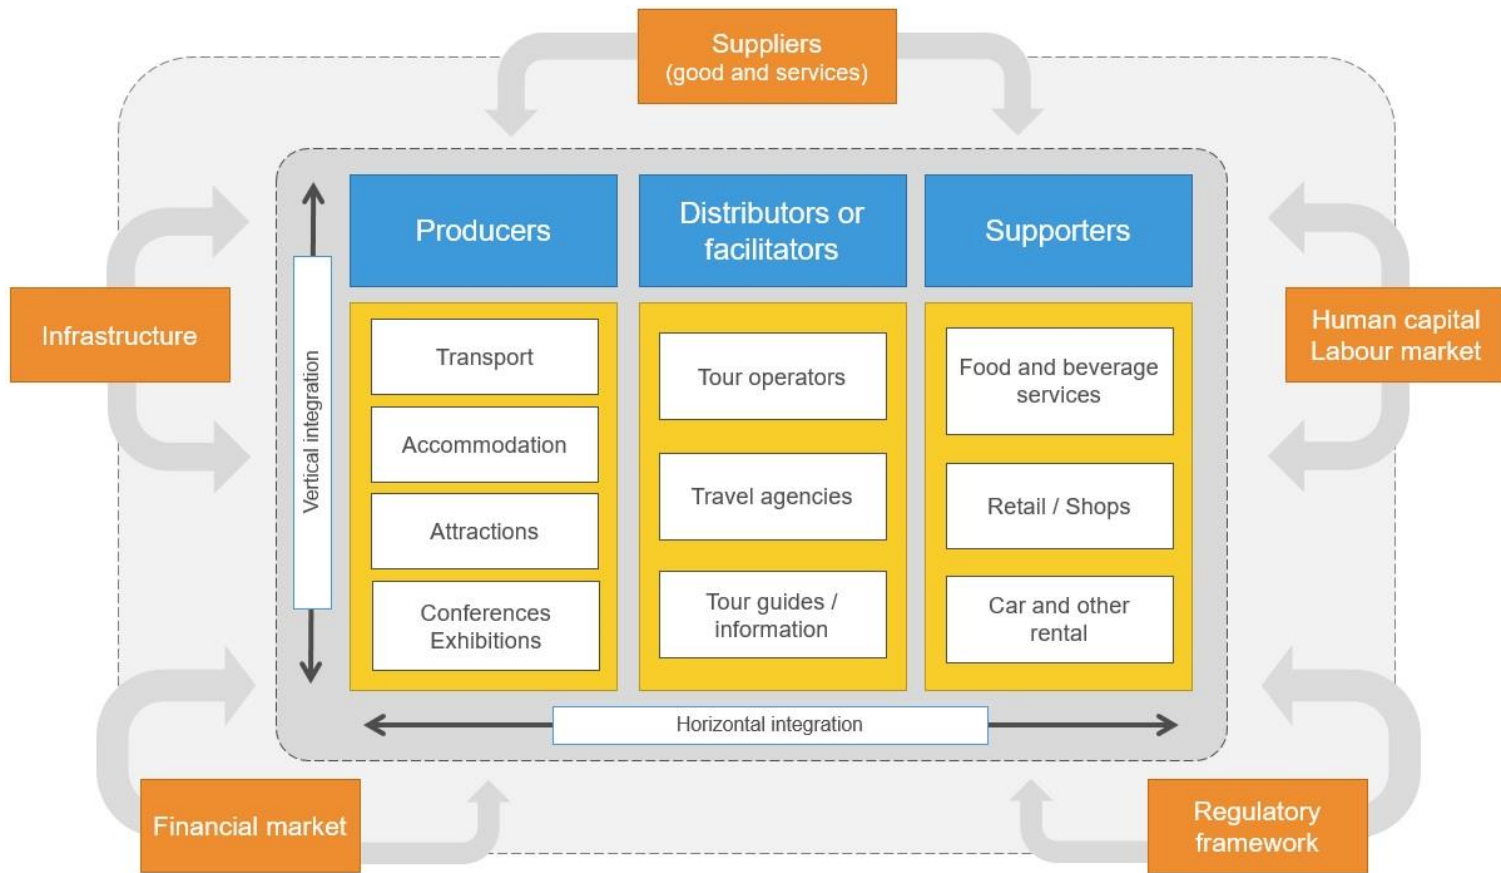 Suppliers
(good and services)
Producers
Distributors or
facilitators
Supporters
Infrastructure
Human capital
Labour market
Vertical integration
Transport
Accommodation
Attractions
Conferences
Exhibitions
Tour operators
Travel agencies
Tour guides /
information
Food and beverage
services
Retail / Shops
Car and other
rental
Horizontal integration
Financial market
Regulatory
framework